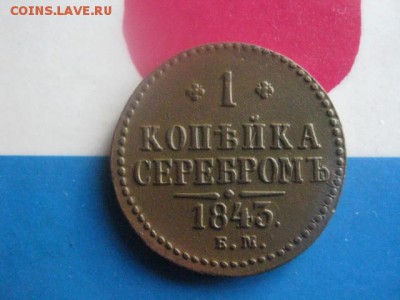 COINS.LAVE.RU
1
КОПѢЙКА
СЕРЕБРОМЪ
1843.
Е.М.